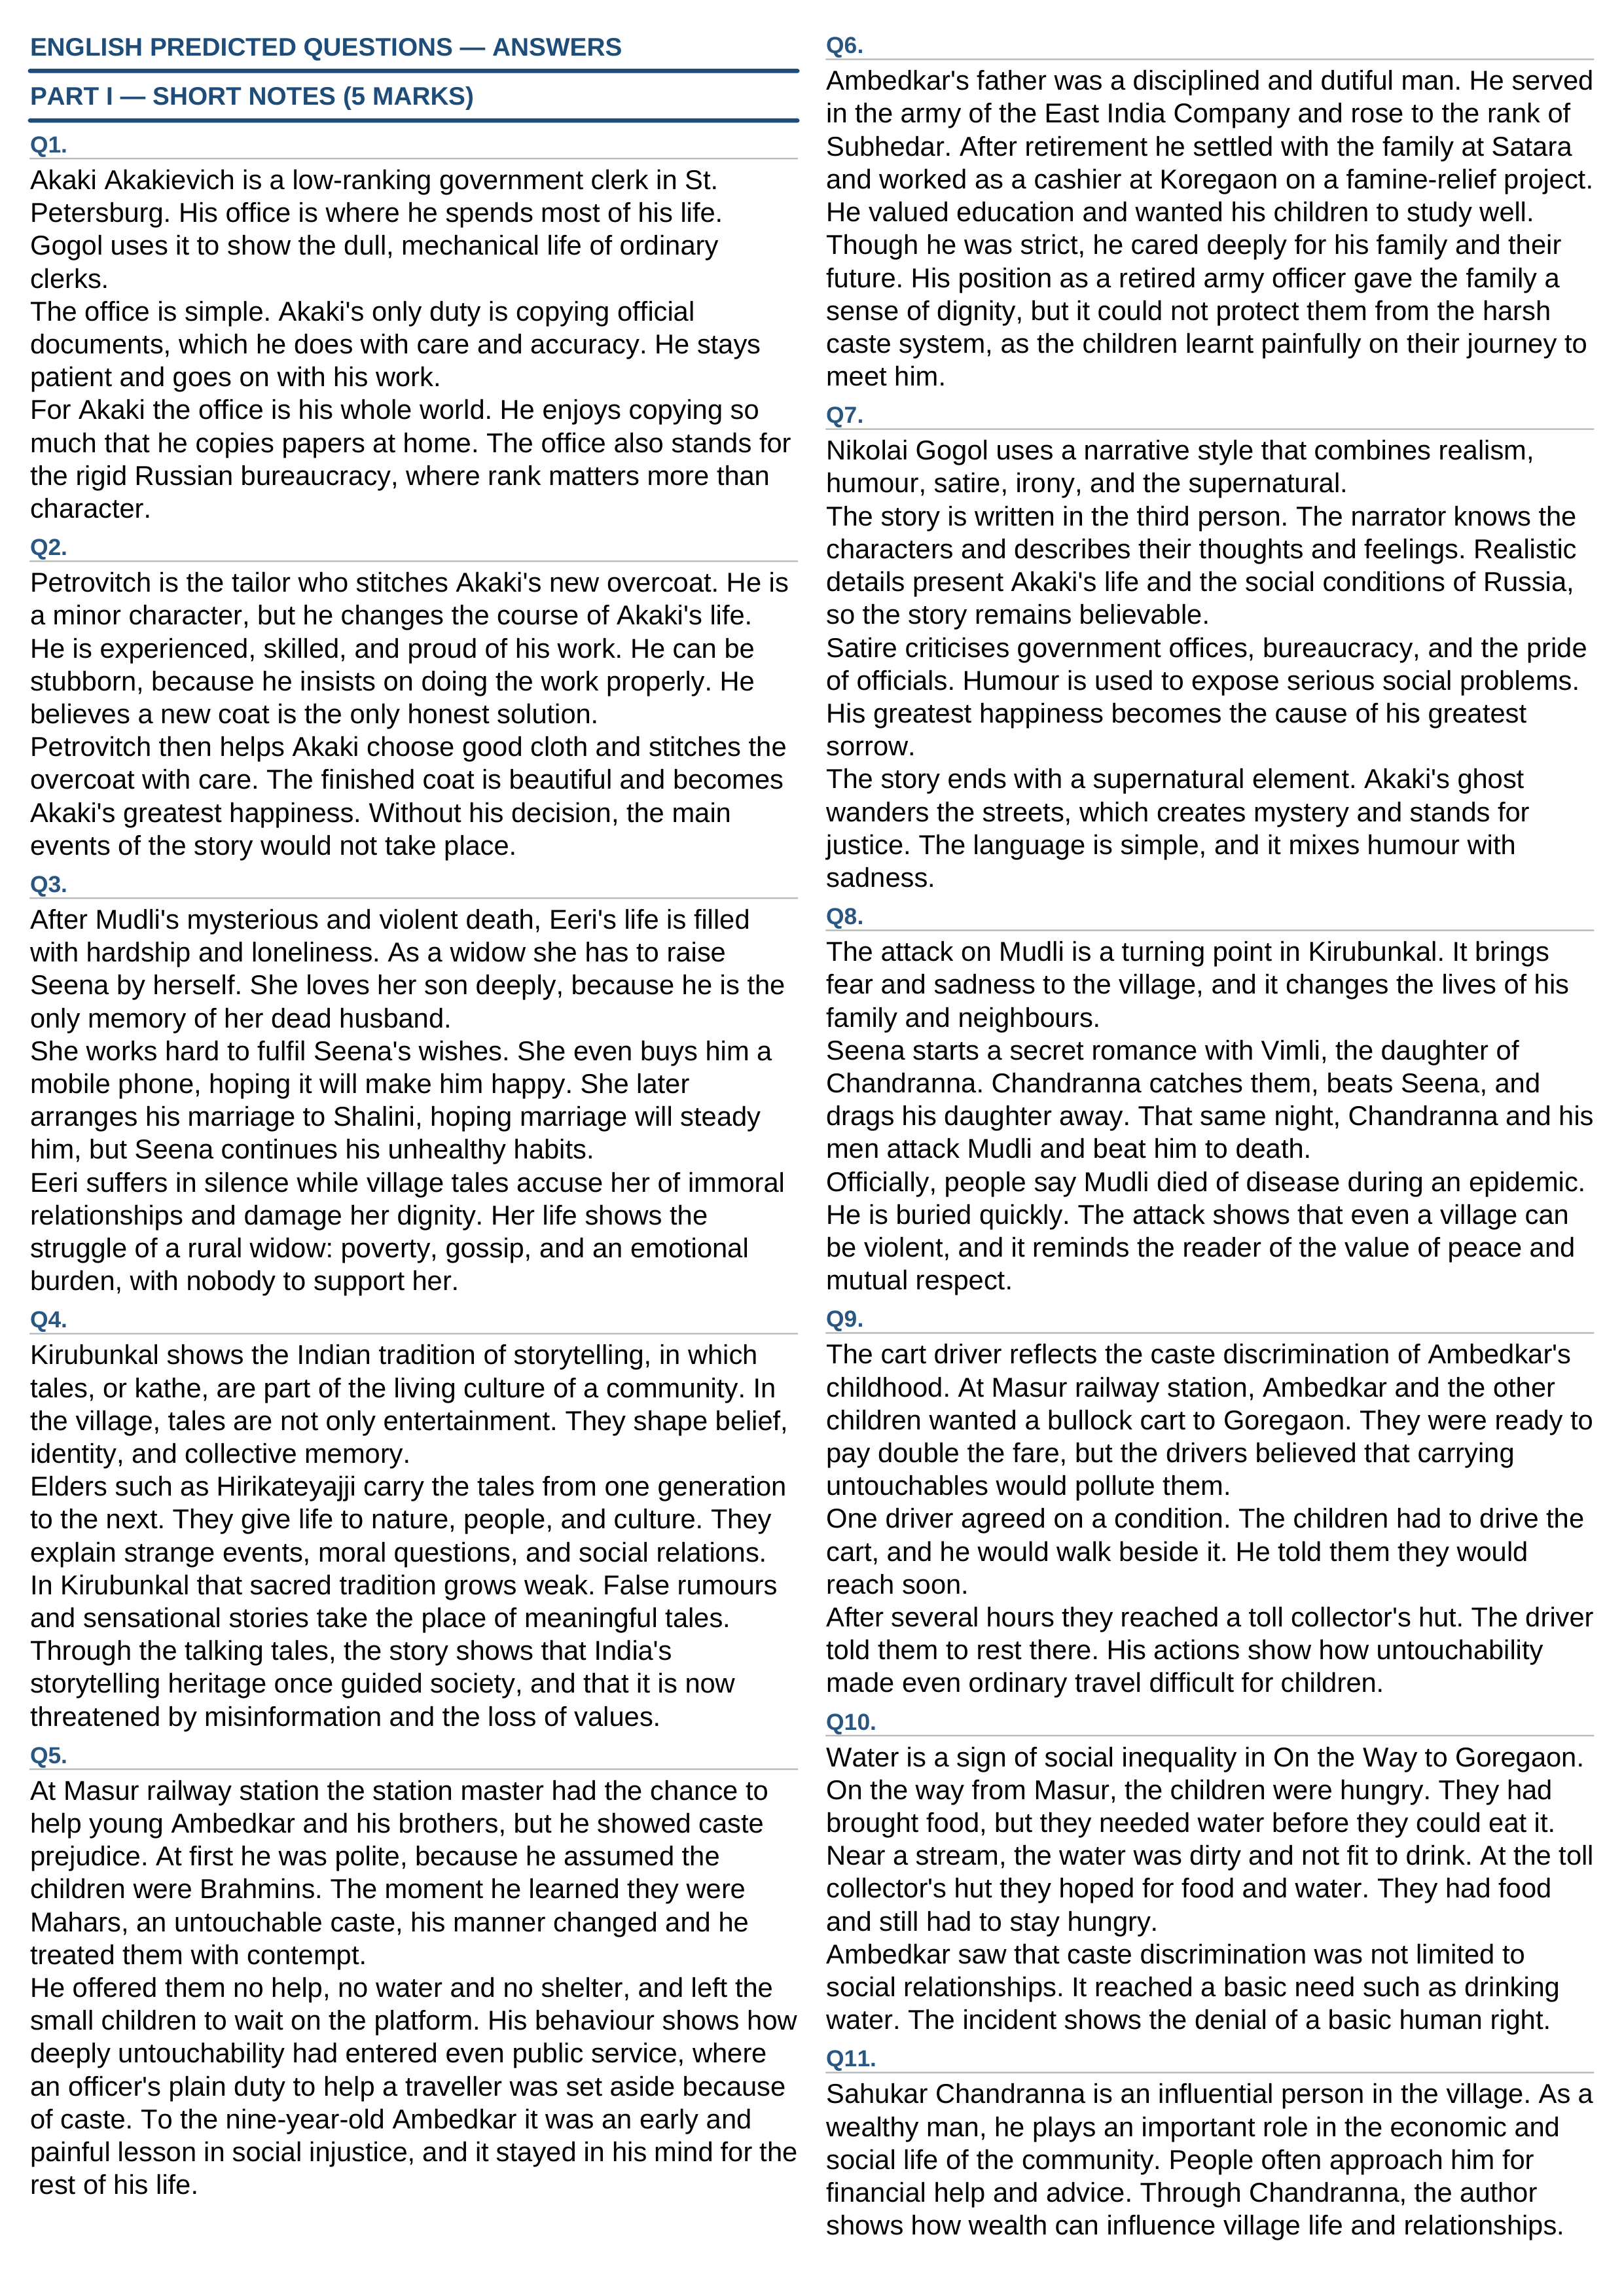 ENGLISH PREDICTED QUESTIONS — ANSWERS
PART I — SHORT NOTES (5 MARKS)
Q1.
Akaki Akakievich is a low-ranking government clerk in St.
Petersburg. His office is where he spends most of his life.
Gogol uses it to show the dull, mechanical life of ordinary
clerks.
The office is simple. Akaki's only duty is copying official
documents, which he does with care and accuracy. He stays
patient and goes on with his work.
For Akaki the office is his whole world. He enjoys copying so
much that he copies papers at home. The office also stands for
the rigid Russian bureaucracy, where rank matters more than
character.
Q2.
Petrovitch is the tailor who stitches Akaki's new overcoat. He is
a minor character, but he changes the course of Akaki's life.
He is experienced, skilled, and proud of his work. He can be
stubborn, because he insists on doing the work properly. He
believes a new coat is the only honest solution.
Petrovitch then helps Akaki choose good cloth and stitches the
overcoat with care. The finished coat is beautiful and becomes
Akaki's greatest happiness. Without his decision, the main
events of the story would not take place.
Q3.
After Mudli's mysterious and violent death, Eeri's life is filled
with hardship and loneliness. As a widow she has to raise
Seena by herself. She loves her son deeply, because he is the
only memory of her dead husband.
She works hard to fulfil Seena's wishes. She even buys him a
mobile phone, hoping it will make him happy. She later
arranges his marriage to Shalini, hoping marriage will steady
him, but Seena continues his unhealthy habits.
Eeri suffers in silence while village tales accuse her of immoral
relationships and damage her dignity. Her life shows the
struggle of a rural widow: poverty, gossip, and an emotional
burden, with nobody to support her.
Q4.
Kirubunkal shows the Indian tradition of storytelling, in which
tales, or kathe, are part of the living culture of a community. In
the village, tales are not only entertainment. They shape belief,
identity, and collective memory.
Elders such as Hirikateyajji carry the tales from one generation
to the next. They give life to nature, people, and culture. They
explain strange events, moral questions, and social relations.
In Kirubunkal that sacred tradition grows weak. False rumours
and sensational stories take the place of meaningful tales.
Through the talking tales, the story shows that India's
storytelling heritage once guided society, and that it is now
threatened by misinformation and the loss of values.
Q5.
At Masur railway station the station master had the chance to
help young Ambedkar and his brothers, but he showed caste
prejudice. At first he was polite, because he assumed the
children were Brahmins. The moment he learned they were
Mahars, an untouchable caste, his manner changed and he
treated them with contempt.
He offered them no help, no water and no shelter, and left the
small children to wait on the platform. His behaviour shows how
deeply untouchability had entered even public service, where
an officer's plain duty to help a traveller was set aside because
of caste. To the nine-year-old Ambedkar it was an early and
painful lesson in social injustice, and it stayed in his mind for the
rest of his life.
Q6.
Ambedkar's father was a disciplined and dutiful man. He served
in the army of the East India Company and rose to the rank of
Subhedar. After retirement he settled with the family at Satara
and worked as a cashier at Koregaon on a famine-relief project.
He valued education and wanted his children to study well.
Though he was strict, he cared deeply for his family and their
future. His position as a retired army officer gave the family a
sense of dignity, but it could not protect them from the harsh
caste system, as the children learnt painfully on their journey to
meet him.
Q7.
Nikolai Gogol uses a narrative style that combines realism,
humour, satire, irony, and the supernatural.
The story is written in the third person. The narrator knows the
characters and describes their thoughts and feelings. Realistic
details present Akaki's life and the social conditions of Russia,
so the story remains believable.
Satire criticises government offices, bureaucracy, and the pride
of officials. Humour is used to expose serious social problems.
His greatest happiness becomes the cause of his greatest
sorrow.
The story ends with a supernatural element. Akaki's ghost
wanders the streets, which creates mystery and stands for
justice. The language is simple, and it mixes humour with
sadness.
Q8.
The attack on Mudli is a turning point in Kirubunkal. It brings
fear and sadness to the village, and it changes the lives of his
family and neighbours.
Seena starts a secret romance with Vimli, the daughter of
Chandranna. Chandranna catches them, beats Seena, and
drags his daughter away. That same night, Chandranna and his
men attack Mudli and beat him to death.
Officially, people say Mudli died of disease during an epidemic.
He is buried quickly. The attack shows that even a village can
be violent, and it reminds the reader of the value of peace and
mutual respect.
Q9.
The cart driver reflects the caste discrimination of Ambedkar's
childhood. At Masur railway station, Ambedkar and the other
children wanted a bullock cart to Goregaon. They were ready to
pay double the fare, but the drivers believed that carrying
untouchables would pollute them.
One driver agreed on a condition. The children had to drive the
cart, and he would walk beside it. He told them they would
reach soon.
After several hours they reached a toll collector's hut. The driver
told them to rest there. His actions show how untouchability
made even ordinary travel difficult for children.
Q10.
Water is a sign of social inequality in On the Way to Goregaon.
On the way from Masur, the children were hungry. They had
brought food, but they needed water before they could eat it.
Near a stream, the water was dirty and not fit to drink. At the toll
collector's hut they hoped for food and water. They had food
and still had to stay hungry.
Ambedkar saw that caste discrimination was not limited to
social relationships. It reached a basic need such as drinking
water. The incident shows the denial of a basic human right.
Q11.
Sahukar Chandranna is an influential person in the village. As a
wealthy man, he plays an important role in the economic and
social life of the community. People often approach him for
financial help and advice. Through Chandranna, the author
shows how wealth can influence village life and relationships.